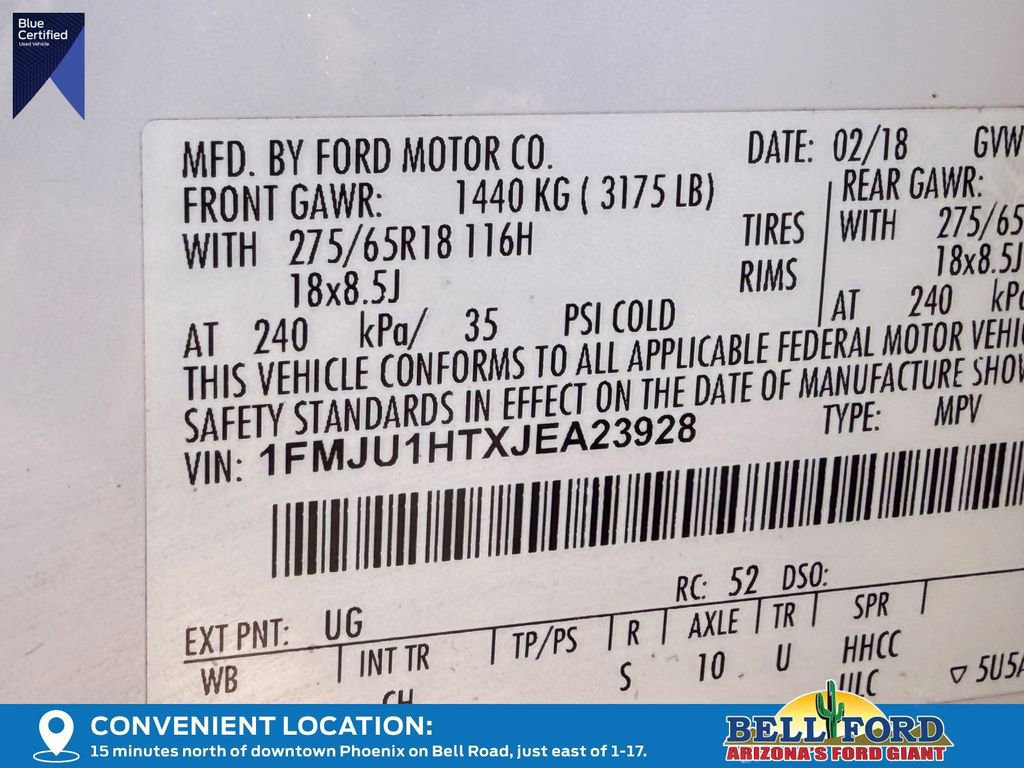 Blue
Certified
Used Vehicle
MFD. BY FORD MOTOR CO.
DATE: 02/18 GVW
FRONT GAWR: 1440 KG ( 3175 LB)
REAR GAWR:
WITH 275/65R18 116H TIRES
WITH 275/65
18x8.5J RIMS
18x8.5J
AT 240 kPa/ 35 PSI COLD
AT 240 kPa
THIS VEHICLE CONFORMS TO ALL APPLICABLE FEDERAL MOTOR
SAFETY STANDARDS IN EFFECT ON THE DATE OF MANUFACTURE
VIN: 1FMJU1HTXJEA23928
TYPE: MPV
RC: 52 DSO:
EXT PNT: UG
WB INT TR TP/PS R AXLE TR SPR
CH S 10 U HHCC
ULC 5U5A
CONVENIENT LOCATION:
15 minutes north of downtown Phoenix on Bell Road, just east of 1-17.
BELL FORD
ARIZONA'S FORD GIANT